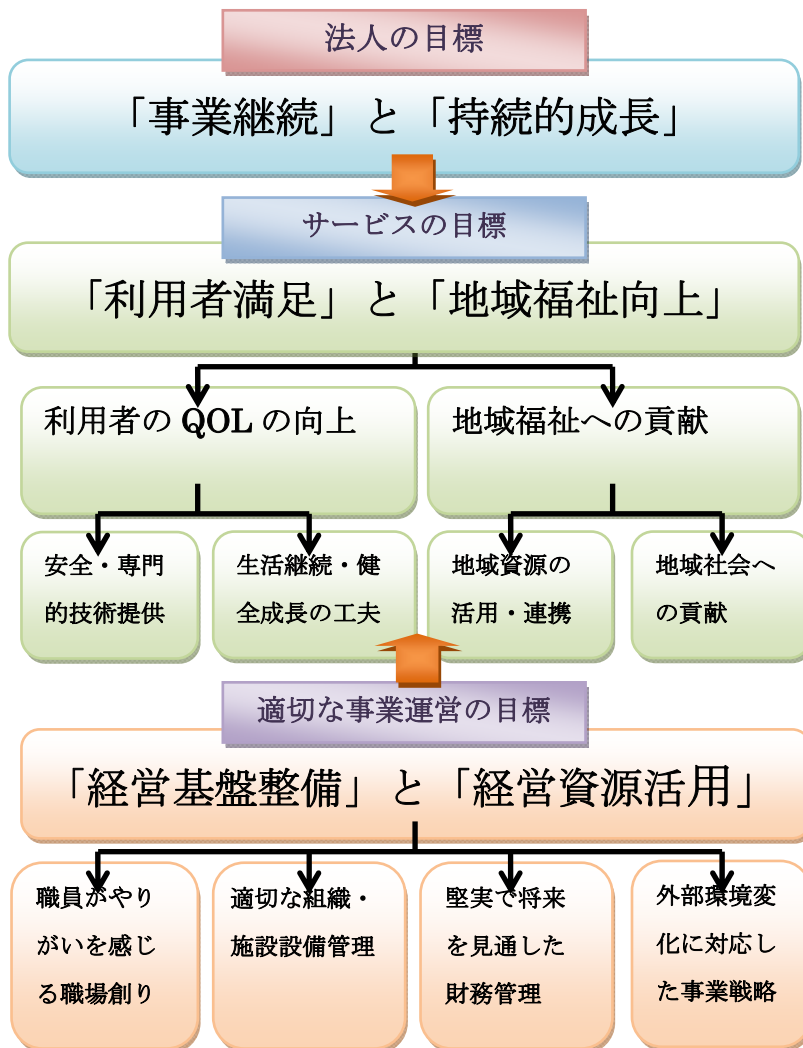 法人の目標
「事業継続」と「持続的成長」
サービスの目標
「利用者満足」と「地域福祉向上」
利用者の QOL の向上
地域福祉への貢献
安全・専門
的技術提供
生活継続・健
全成長の工夫
地域資源の
活用・連携
地域社会へ
の貢献
適切な事業運営の目標
「経営基盤整備」と「経営資源活用」
職員がやり
がいを感じ
る職場創り
適切な組織・
施設設備管理
堅実で将来
を見通した
財務管理
外部環境変
化に対応し
た事業戦略